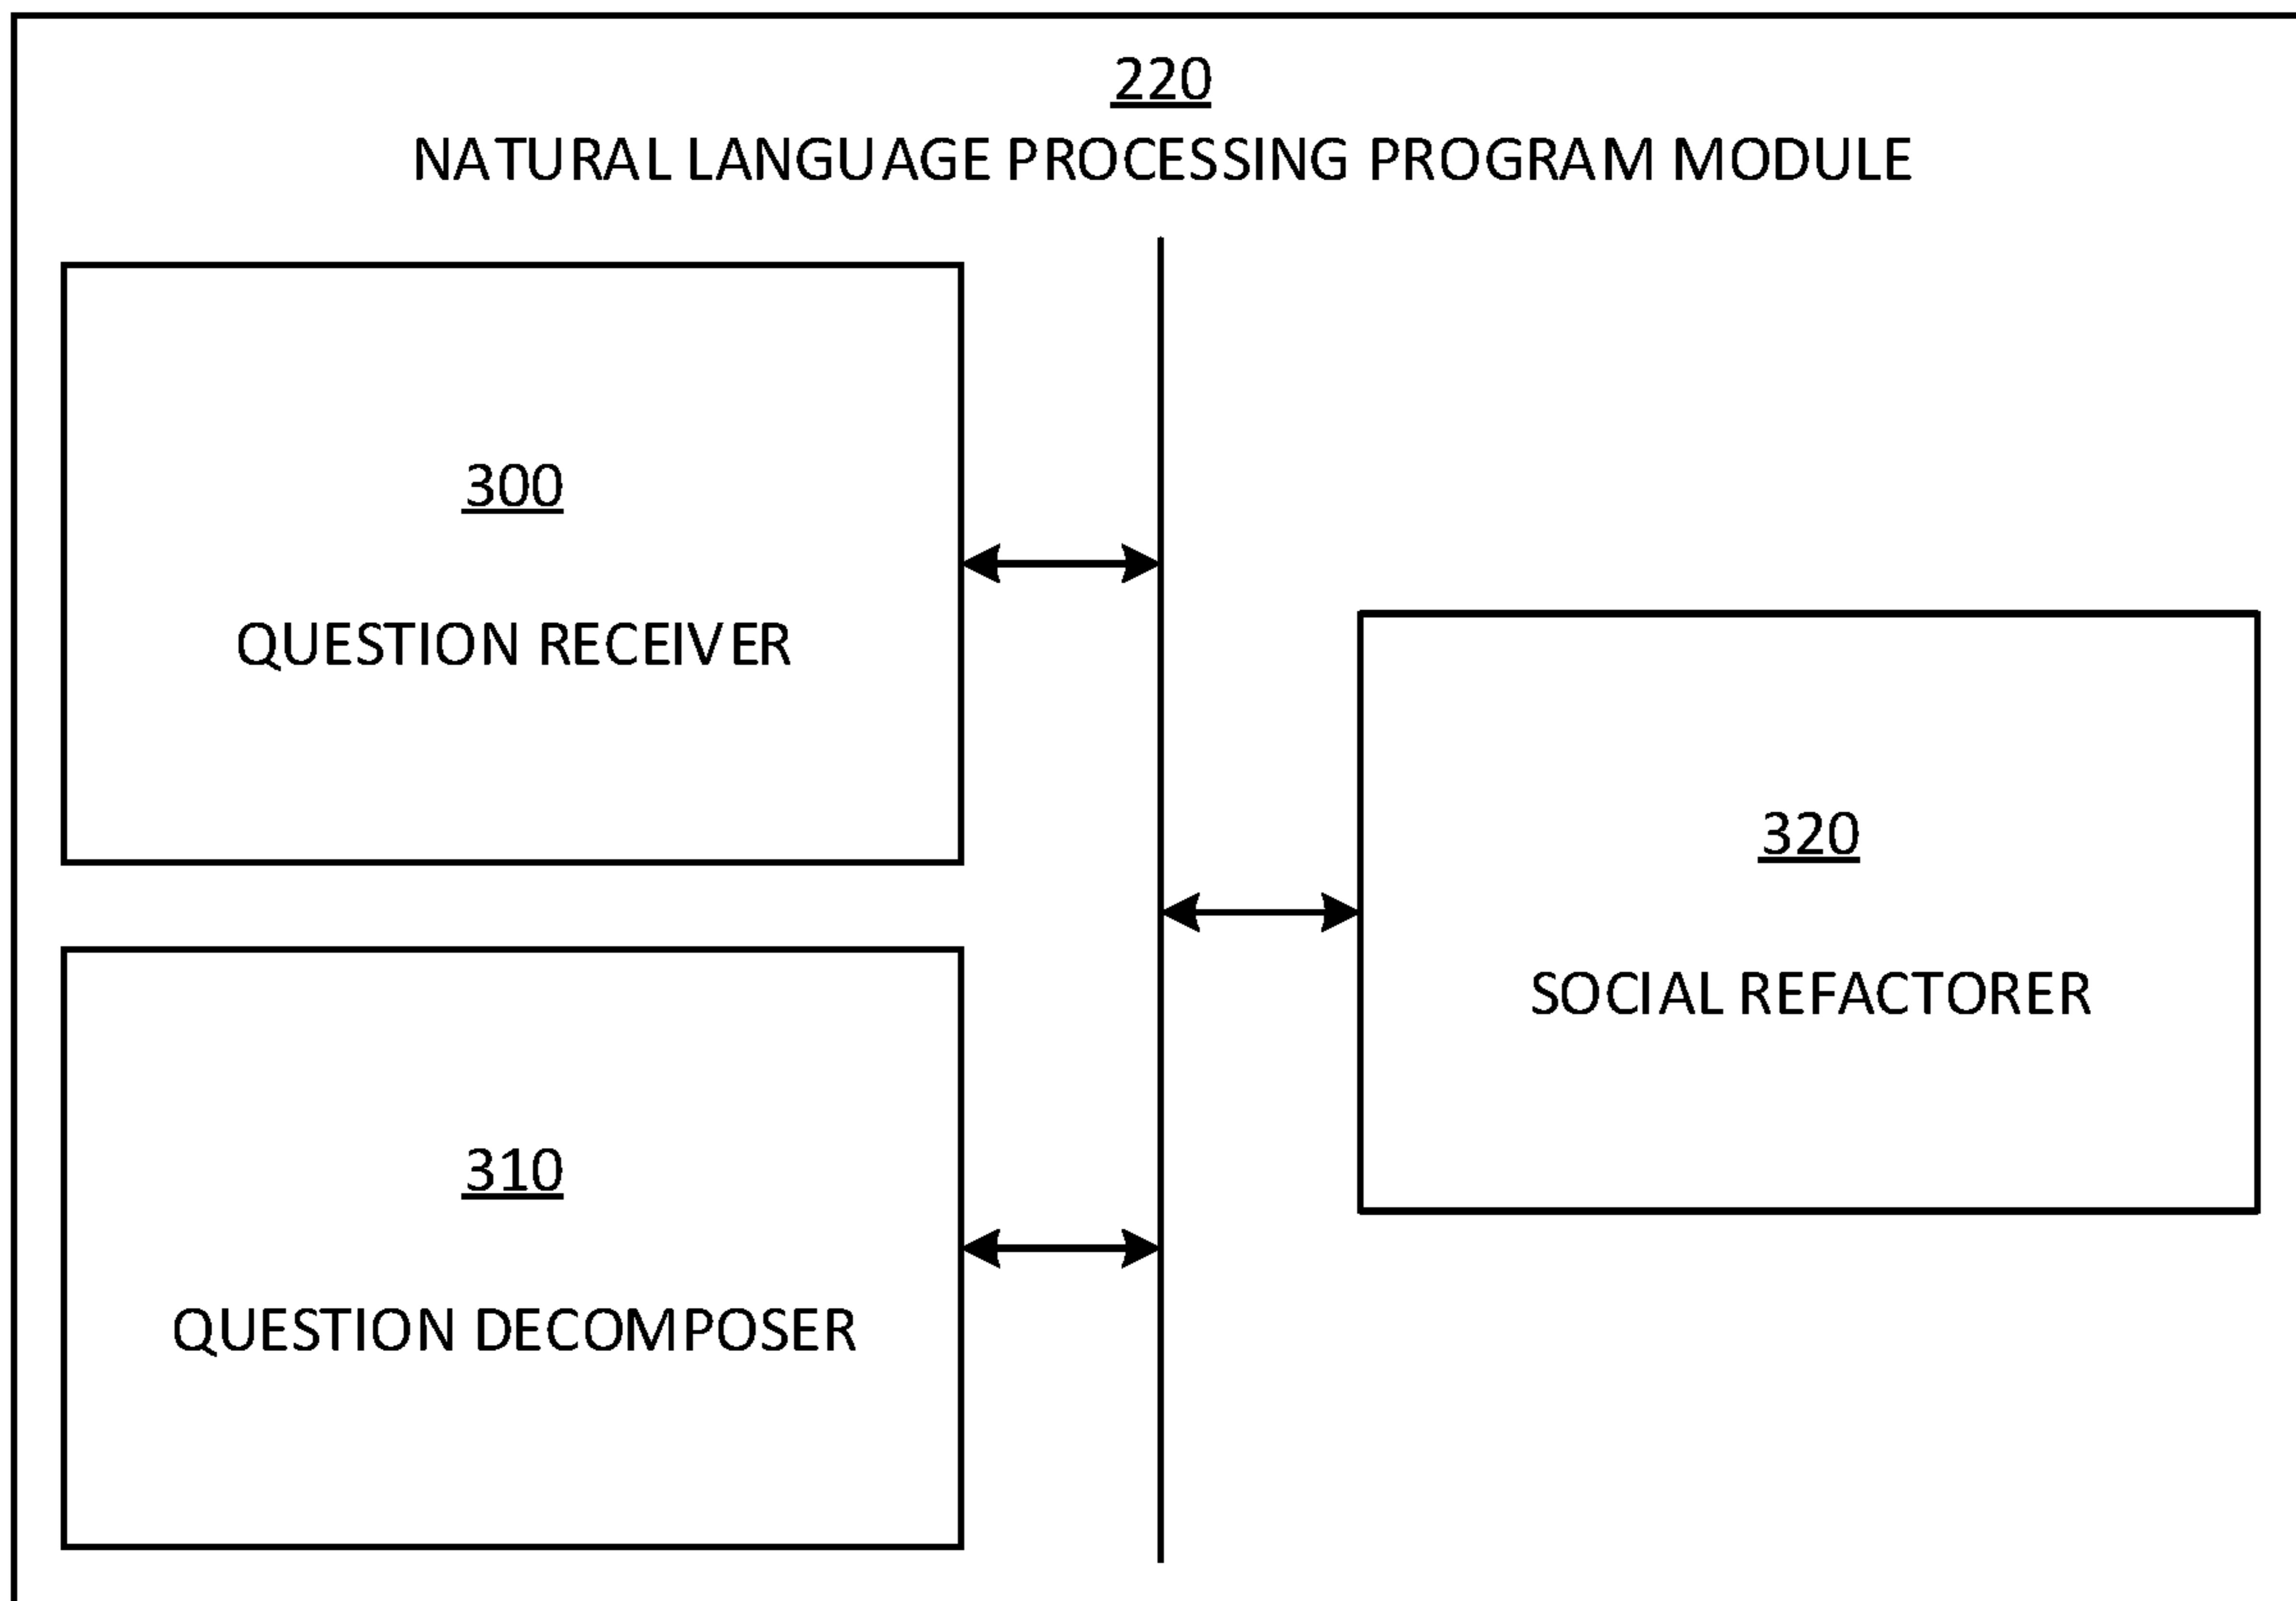 220
NATURAL LANGUAGE PROCESSING PROGRAM MODULE
300
QUESTION RECEIVER
320
SOCIAL REFACTORER
310
QUESTION DECOMPOSER